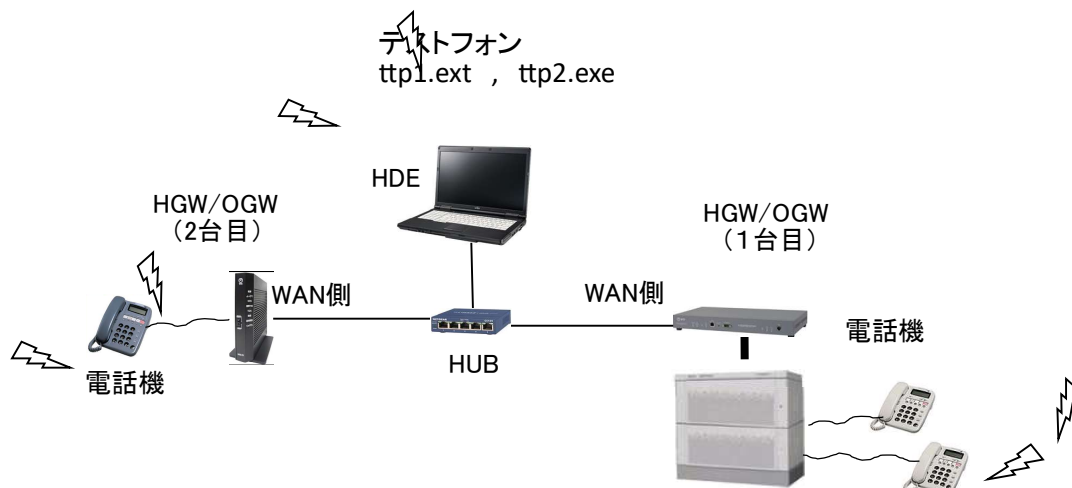 テストフォン
ttp1.ext , ttp2.exe
HDE
HGW/OGW
（2台目）
HGW/OGW
（１台目）
WAN側
WAN側
HUB
電話機
電話機